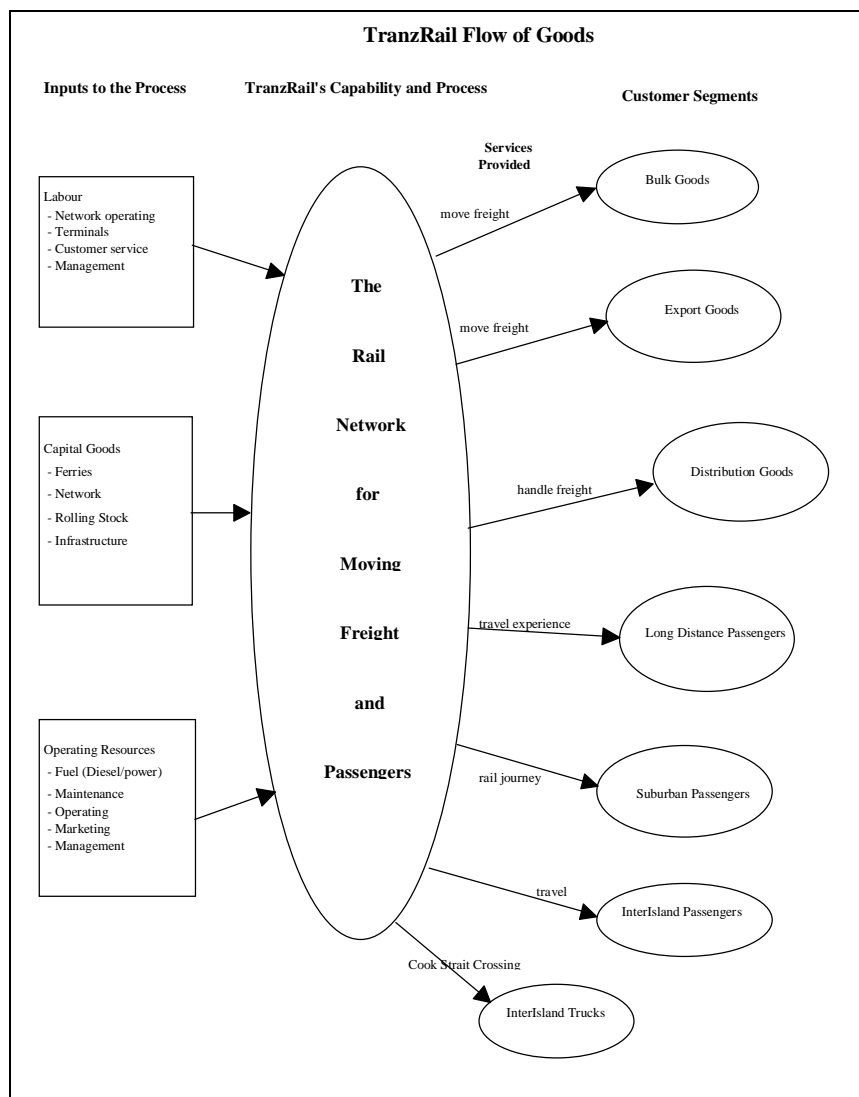 TranzRail Flow of Goods
Inputs to the Process
TranzRail's Capability and Process
Customer Segments
Services
Provided
Labour
- Network operating
- Terminals
- Customer service
- Management
Capital Goods
- Ferries
- Network
- Rolling Stock
- Infrastructure
Operating Resources
- Fuel (Diesel/power)
- Maintenance
- Operating
- Marketing
- Management
The
Rail
Network
for
Moving
Freight
and
Passengers
move freight
Bulk Goods
move freight
Export Goods
handle freight
Distribution Goods
travel experience
Long Distance Passengers
rail journey
Suburban Passengers
travel
InterIsland Passengers
Cook Strait Crossing
InterIsland Trucks